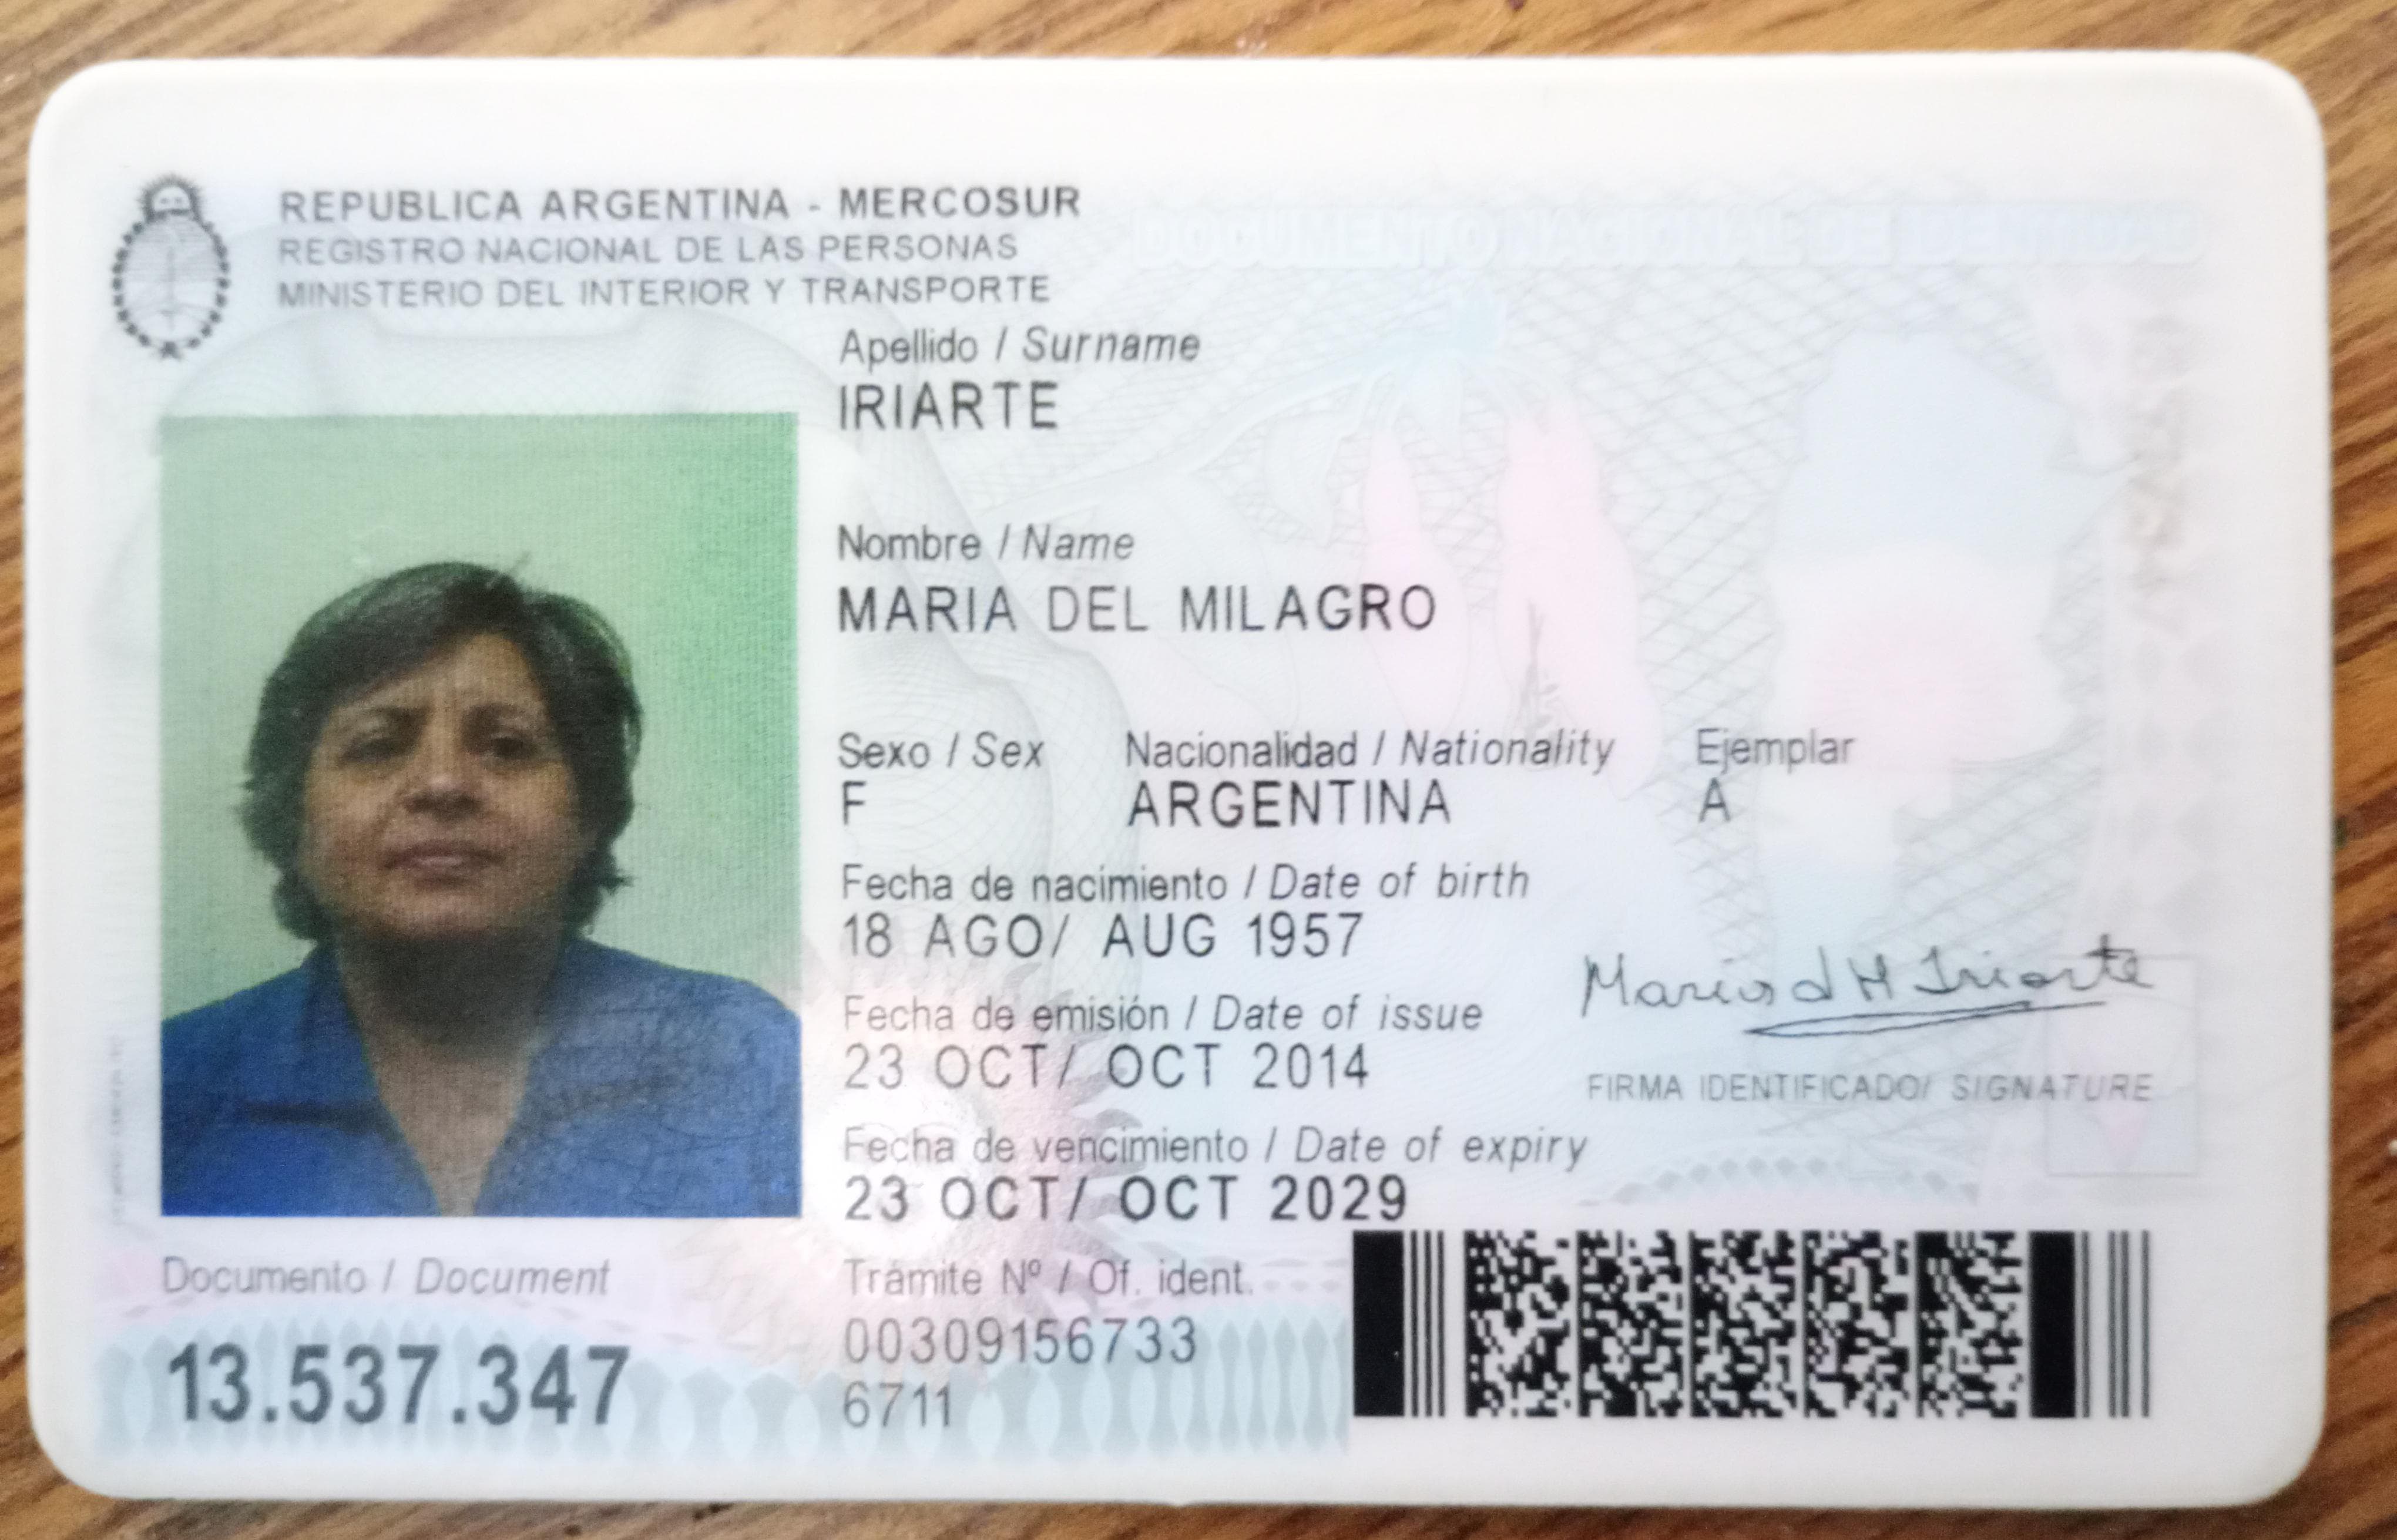 REPUBLICA ARGENTINA - MERCOSUR
REGISTRO NACIONAL DE LAS PERSONAS
MINISTERIO DEL INTERIOR Y TRANSPORTE
DOCUMENTO NACIONAL DE IDENTIDAD
Apellido / Surname
IRIARTE
Nombre / Name
MARIA DEL MILAGRO
Sexo / Sex Nacionalidad / Nationality Ejemplar
F ARGENTINA A
Fecha de nacimiento / Date of birth
18 AGO/ AUG 1957
Fecha de emisión / Date of issue
23 OCT/ OCT 2014
Maria d M Iriarte
FIRMA IDENTIFICADO/ SIGNATURE
Fecha de vencimiento / Date of expiry
23 OCT/ OCT 2029
Documento / Document
13.537.347
Trámite Nº / Of. ident.
00309156733
6711